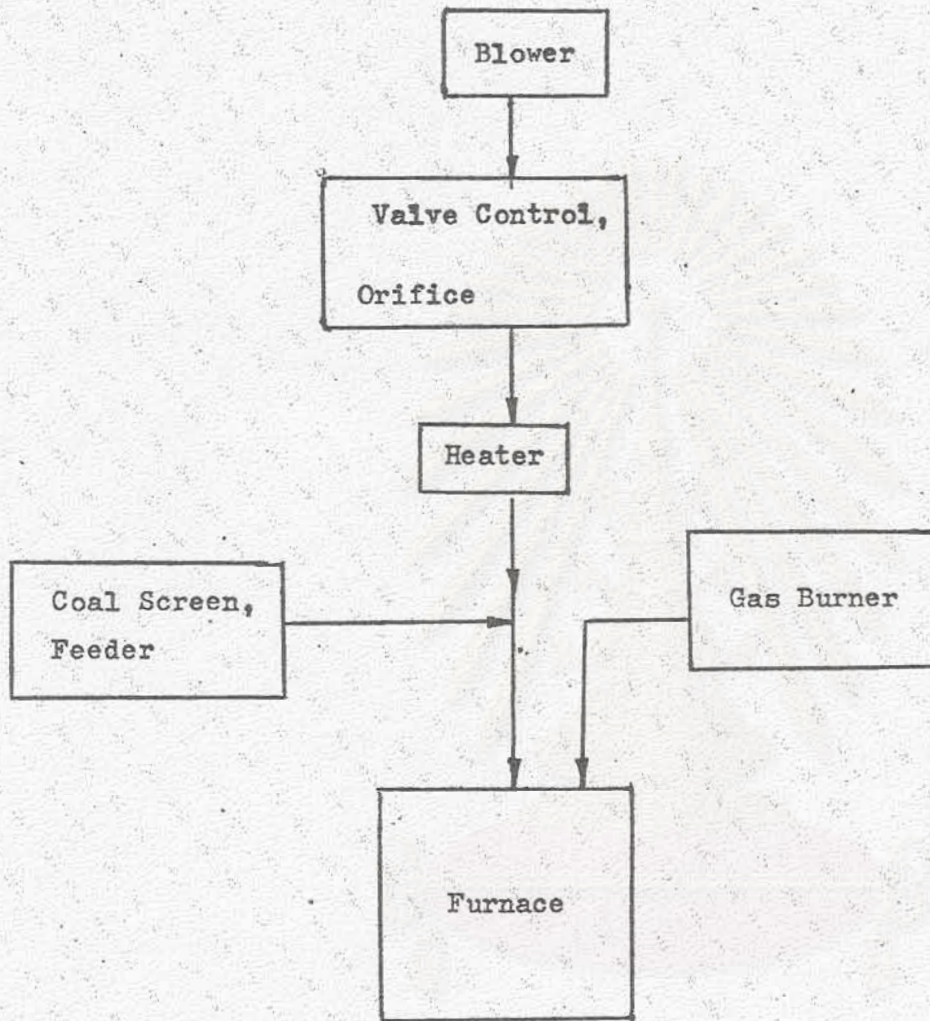 Blower
Valve Control,
Orifice
Heater
Coal Screen,
Feeder
Gas Burner
Furnace